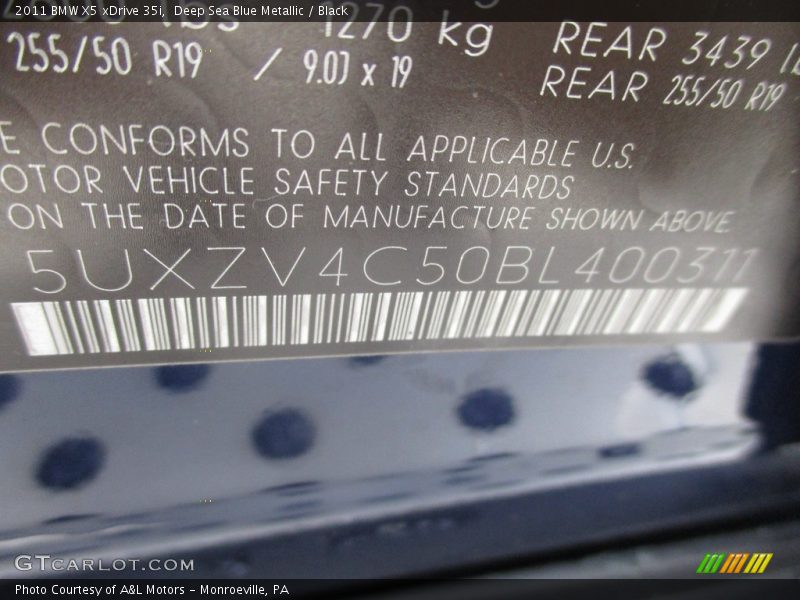 2011 BMW X5 xDrive 35i, Deep Sea Blue Metallic / Black
lbs 1270 kg REAR 3439 lb
255/50 R19 / 9.0J x 19 REAR 255/50 R19
E CONFORMS TO ALL APPLICABLE U.S.
OTOR VEHICLE SAFETY STANDARDS
ON THE DATE OF MANUFACTURE SHOWN ABOVE
5UXZV4C50BL400311
GTCARLOT.COM
Photo Courtesy of A&L Motors – Monroeville, PA